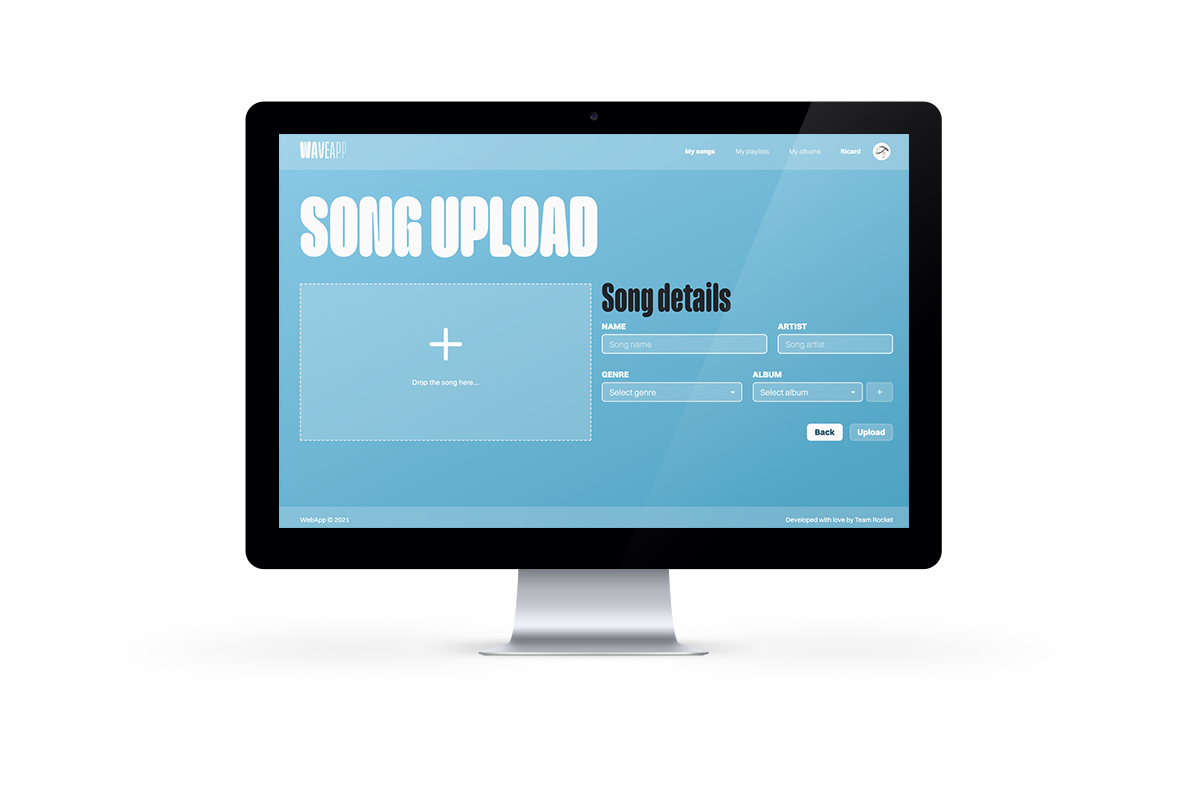 WAVEAPP
My songs My playlists My albums Ricard
SONG UPLOAD
Drop the song here...
Song details
NAME ARTIST
Song name Song artist
GENRE ALBUM
Select genre Select album +
Back Upload
WebApp © 2021 Developed with love by Team Rocket